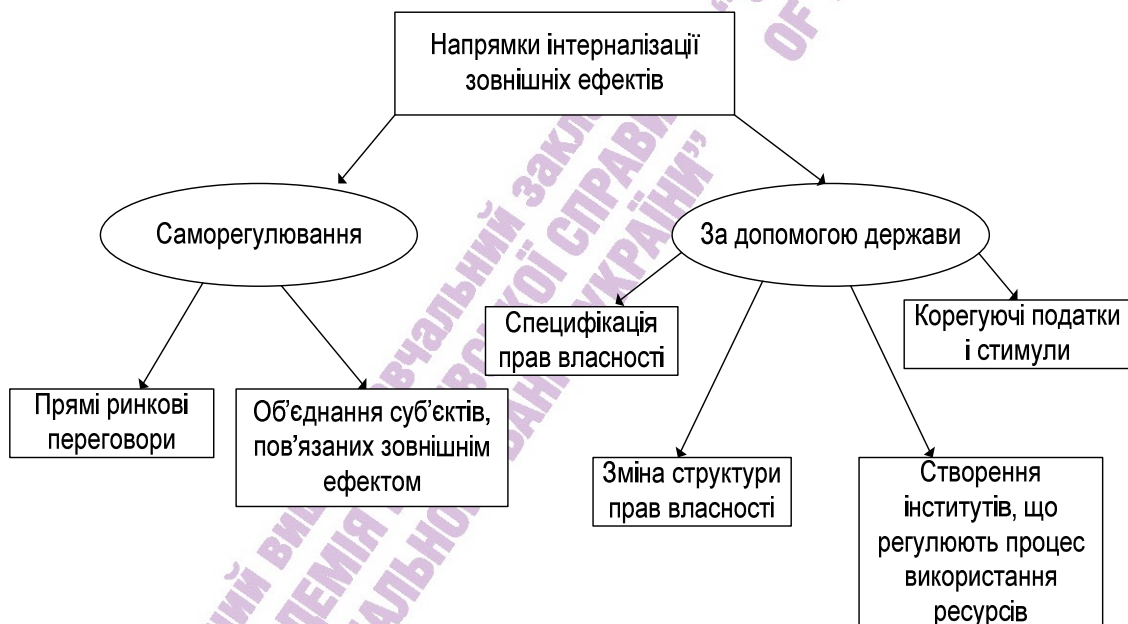 Напрямки інтерналізації
зовнішніх ефектів
Саморегулювання
За допомогою держави
Прямі ринкові
переговори
Об’єднання суб’єктів,
пов’язаних зовнішнім
ефектом
Специфікація
прав власності
Зміна структури
прав власності
Створення
інститутів, що
регулюють процес
використання
ресурсів
Корегуючі податки
і стимули